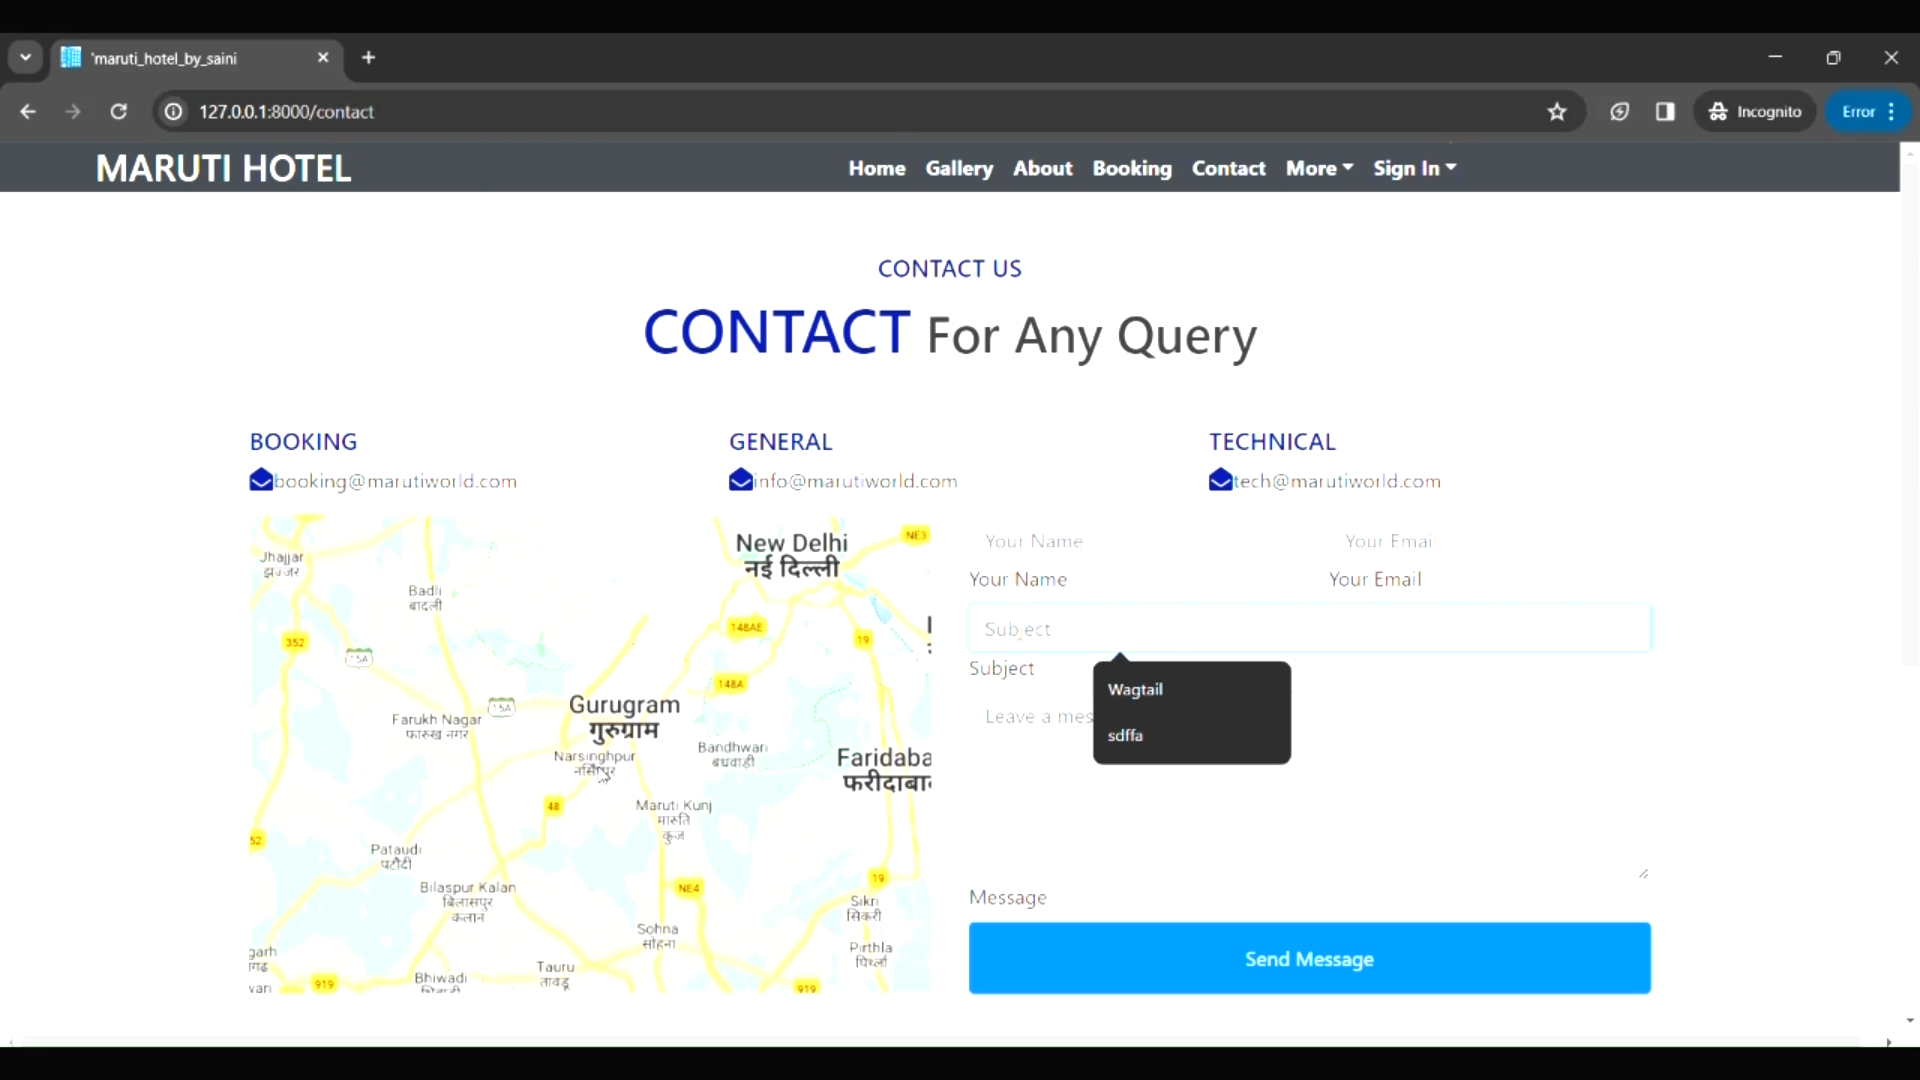 'maruti_hotel_by_saini
127.0.0.1:8000/contact
Incognito
Error
MARUTI HOTEL
Home Gallery About Booking Contact More Sign In
CONTACT US
CONTACT For Any Query
BOOKING
booking@marutiworld.com
GENERAL
info@marutiworld.com
TECHNICAL
tech@marutiworld.com
New Delhi
नई दिल्ली
NE3
Jhajjar
झज्जर
Badli
बादली
148AE
352
15A
19
148A
15A
Gurugram
गुरुग्राम
Farukh Nagar
फारुख नगर
Bandhwari
बंधवाड़ी
Narsinghpur
Faridaba
फरीदाबा
48
Maruti Kunj
मारुति
कुंज
52
Pataudi
पटौदी
Bilaspur Kalan
बिलासपुर
कलान
NE4
19
Sikri
सिकरी
Sohna
सोहना
Pirthla
पिर्थ्ला
garh
गढ़
vari
919
Bhiwadi
Tauru
तावडू
919
Your Name
Your Emai
Your Name
Your Email
Subject
Subject
Wagtail
sdffa
Leave a mes
Message
Send Message